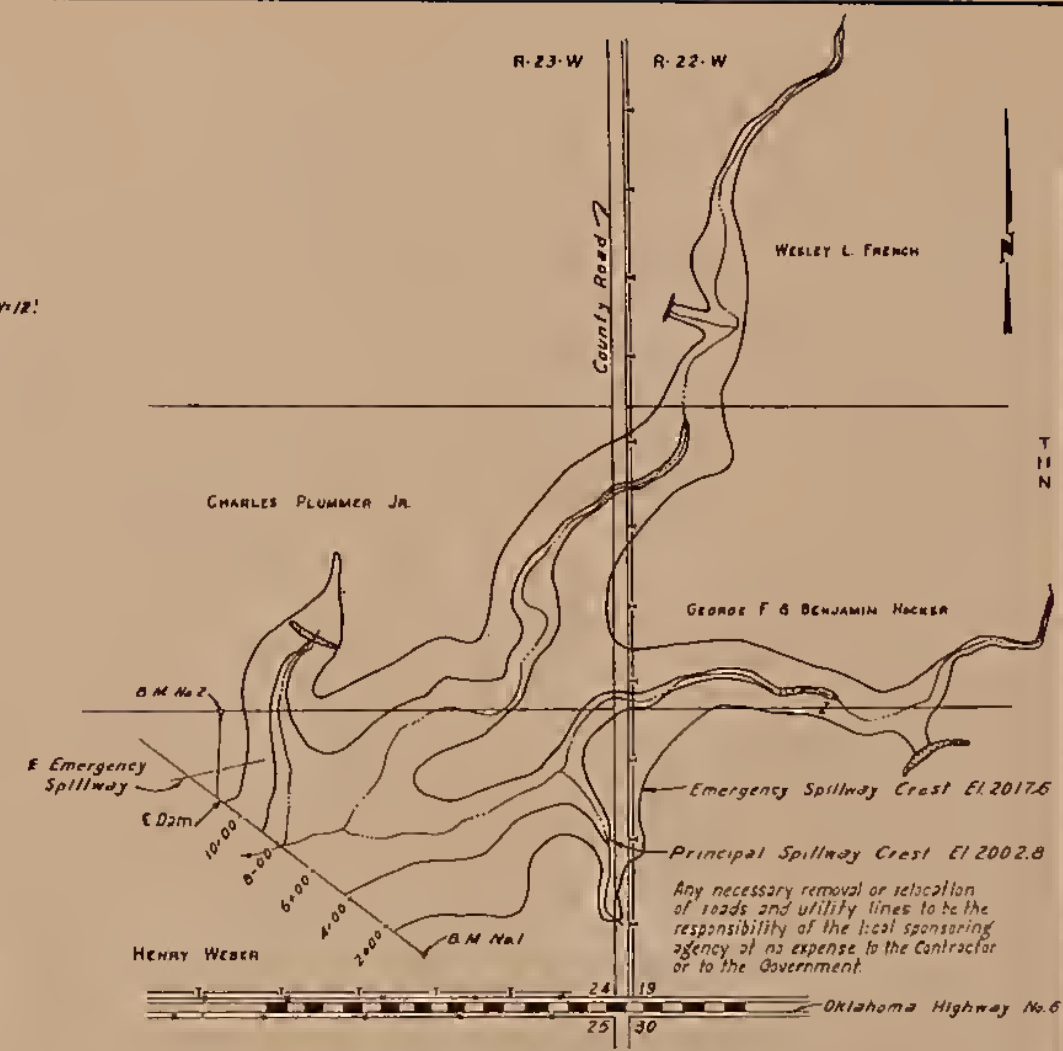 R-23-W
R-22-W
County Road
WESLEY L. FRENCH
N
T
11
N
CHARLES PLUMMER JR.
GEORGE F & BENJAMIN HACKER
B.M. No.2
℄ Emergency
Spillway
℄ Dam
10+00
8+00
6+00
4+00
2+00
B.M. No.1
Emergency Spillway Crest El. 2017.6
Principal Spillway Crest El. 2002.8
Any necessary removal or relocation
of roads and utility lines to be the
responsibility of the local sponsoring
agency at no expense to the Contractor
or to the Government.
HENRY WEBER
T T T T T
24 19
Oklahoma Highway No. 6
25 30